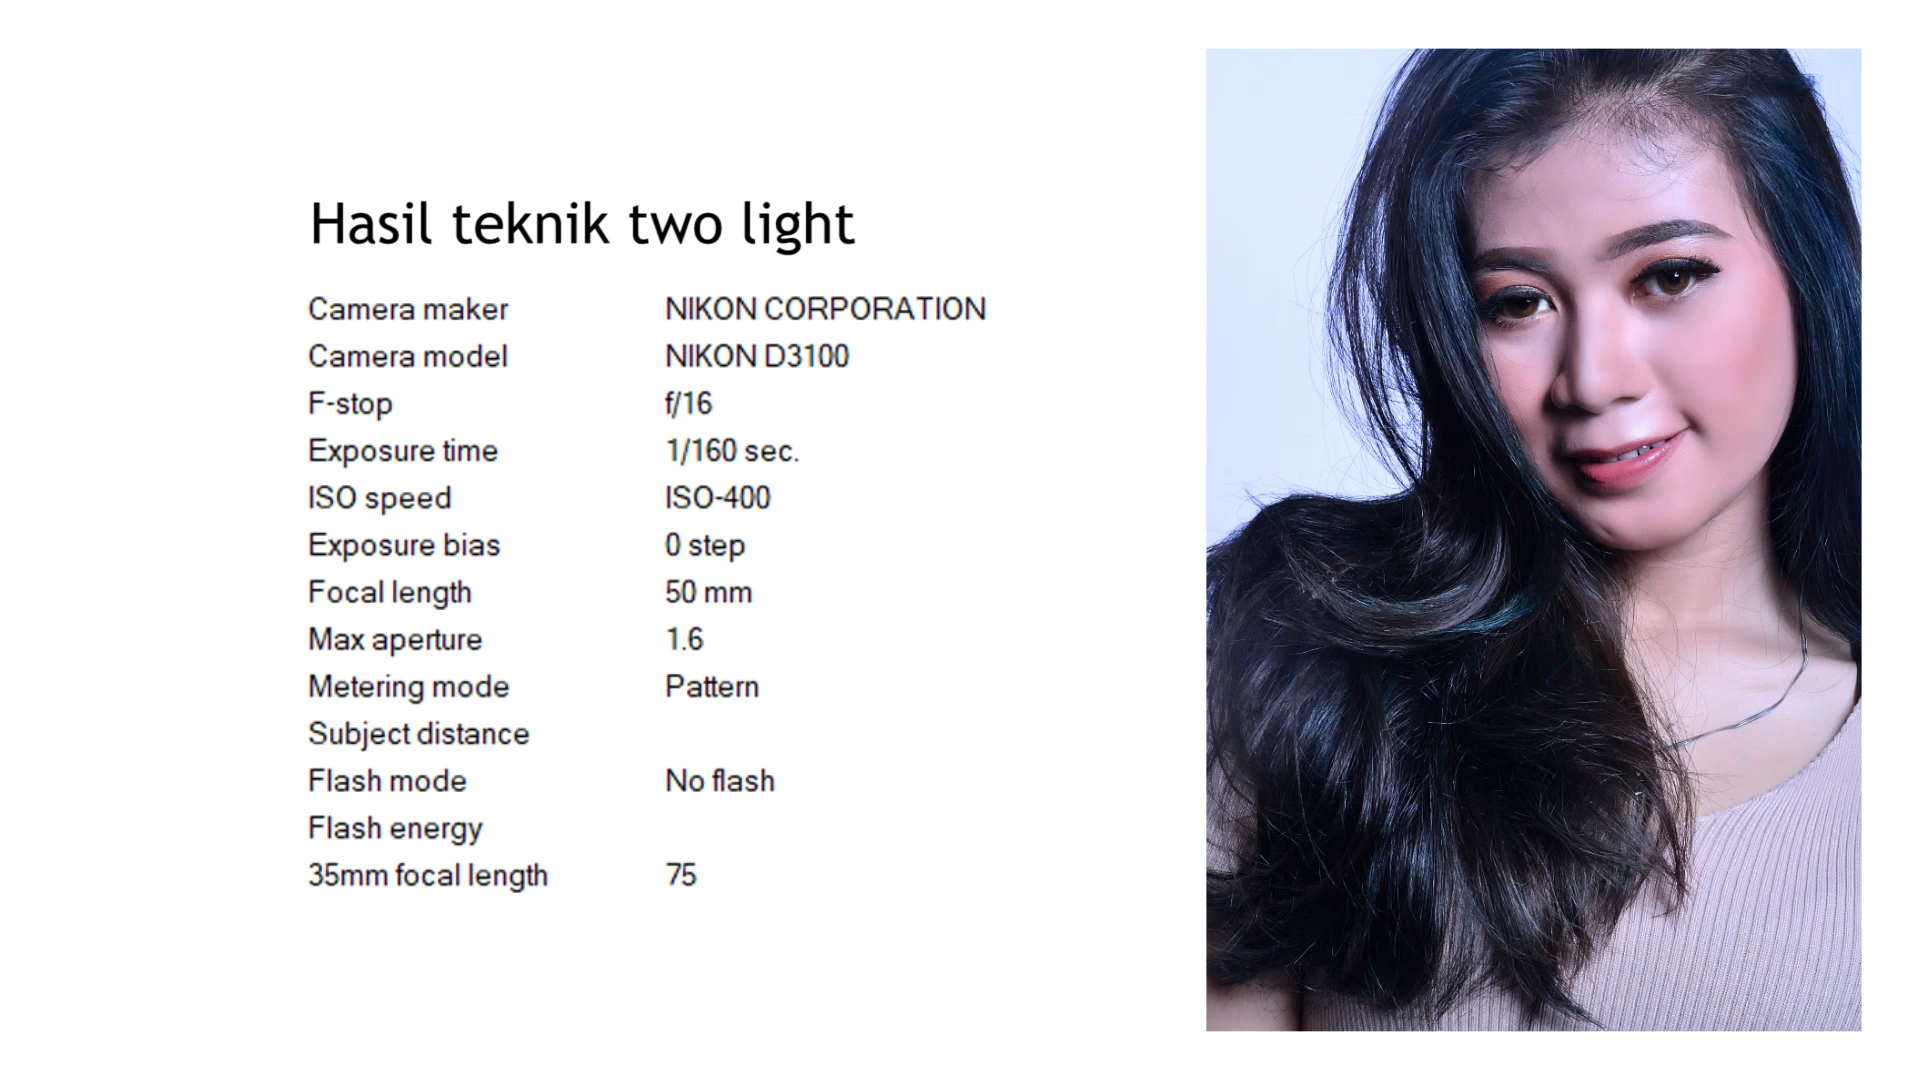 Hasil teknik two light
Camera maker NIKON CORPORATION
Camera model NIKON D3100
F-stop f/16
Exposure time 1/160 sec.
ISO speed ISO-400
Exposure bias 0 step
Focal length 50 mm
Max aperture 1.6
Metering mode Pattern
Subject distance
Flash mode No flash
Flash energy
35mm focal length 75